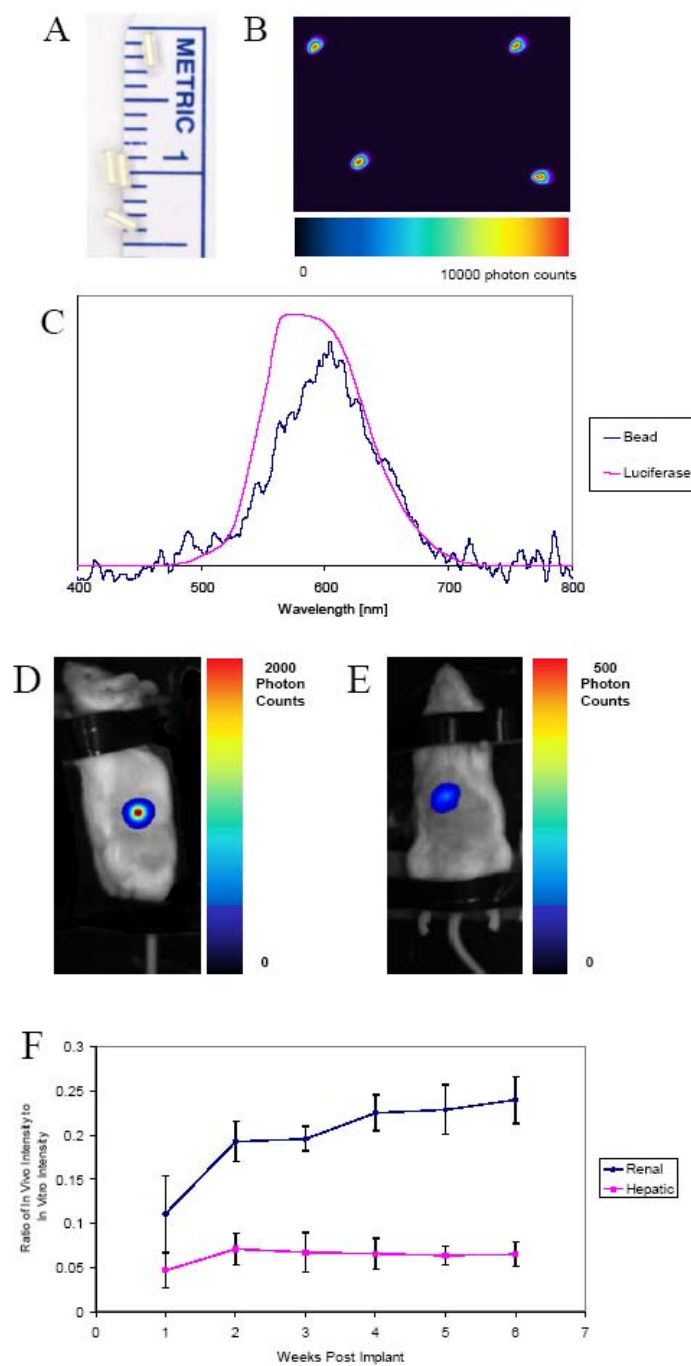 A
METRIC 1
B
0
10000 photon counts
C
Bead
Luciferase
400
500
600
700
800
Wavelength [nm]
D
2000
Photon
Counts
0
E
500
Photon
Counts
0
F
0.3
0.25
0.2
0.15
0.1
0.05
0
Ratio of In Vivo Intensity to
In Vitro Intensity
0
1
2
3
4
5
6
7
Weeks Post Implant
Renal
Hepatic